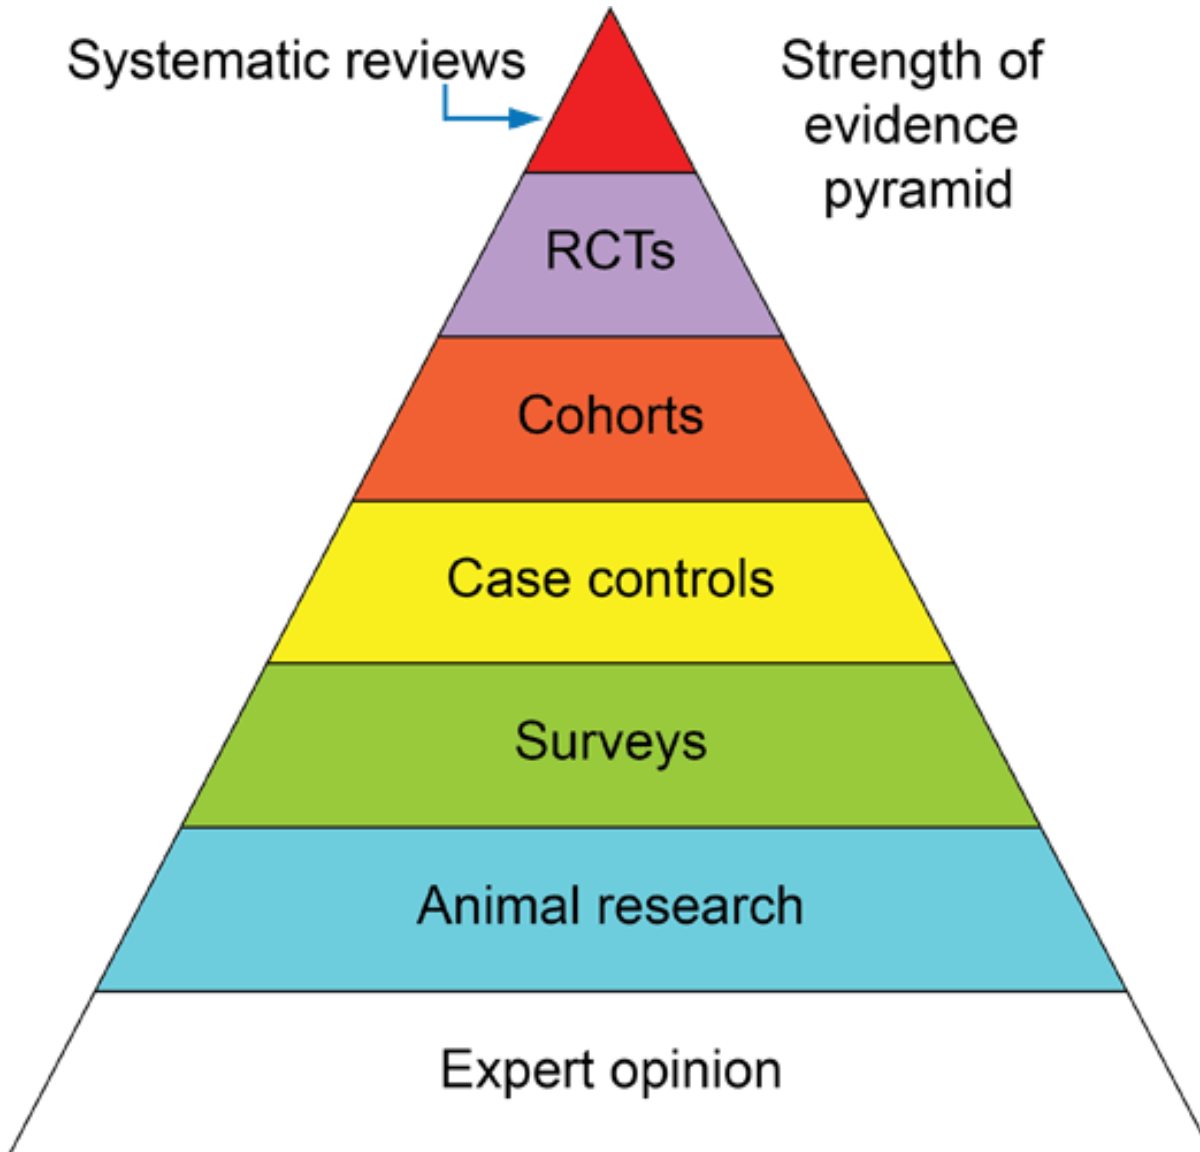 Systematic reviews
Strength of
evidence
pyramid
RCTs
Cohorts
Case controls
Surveys
Animal research
Expert opinion